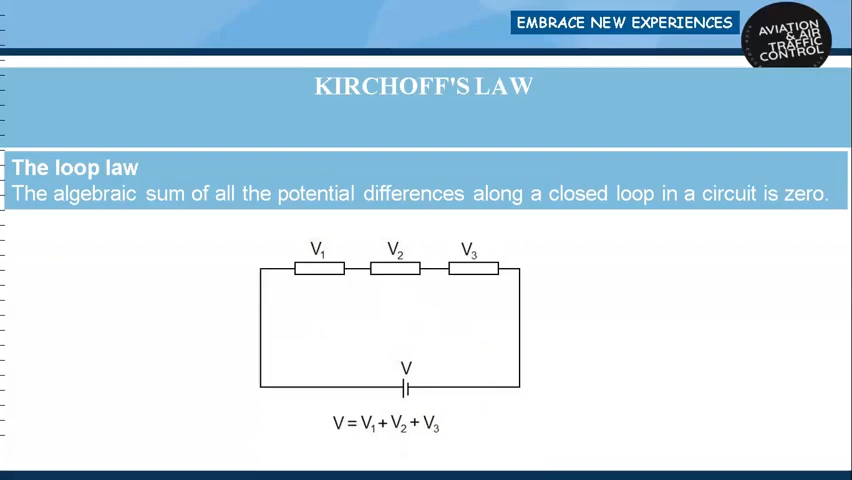 EMBRACE NEW EXPERIENCES
AVIATION
& AIR
TRAFFIC
CONTROL
KIRCHOFF'S LAW
The loop law
The algebraic sum of all the potential differences along a closed loop in a circuit is zero.
V₁ V₂ V₃
V
V = V₁ + V₂ + V₃